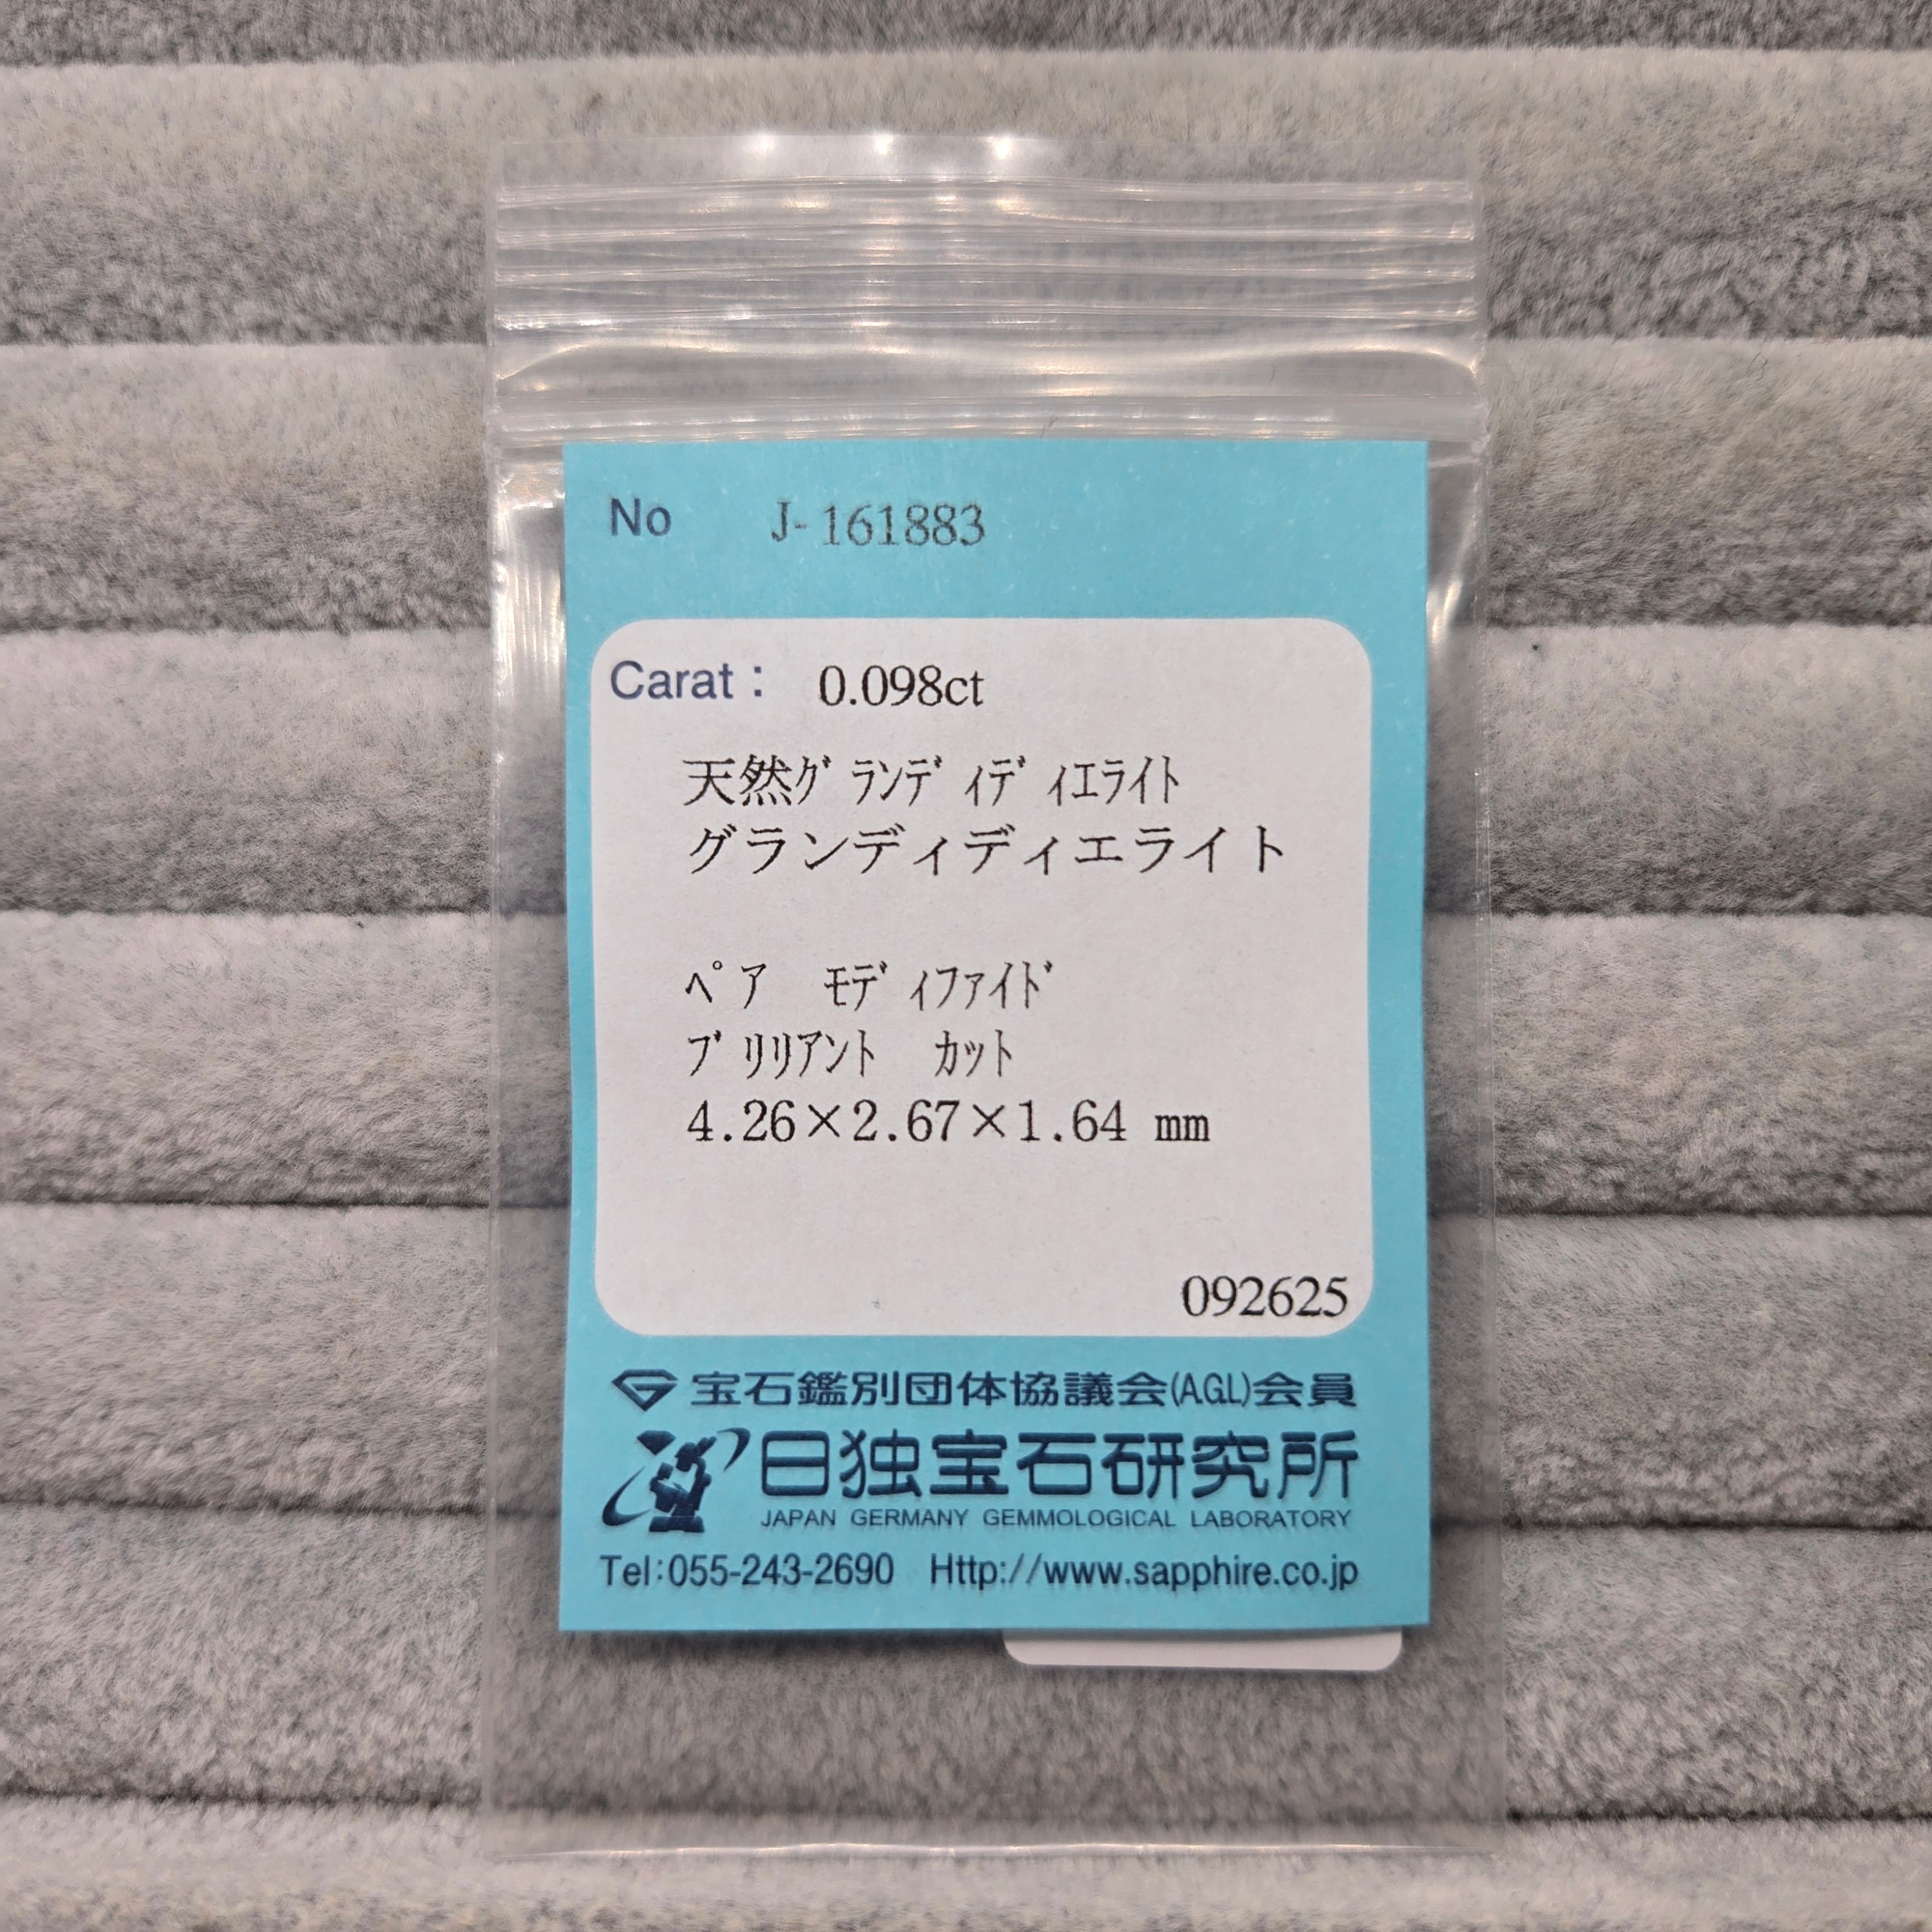 No J-161883
Carat： 0.098ct
天然ｸﾞﾗﾝﾃﾞｨﾃﾞｨｴﾗｲﾄ
グランディディエライト
ﾍﾟｱ ﾓﾃﾞｨﾌｧｲﾄﾞ
ﾌﾞﾘﾘｱﾝﾄ ｶｯﾄ
4.26×2.67×1.64 mm
092625
宝石鑑別団体協議会(A.G.L)会員
日独宝石研究所
JAPAN GERMANY GEMMOLOGICAL LABORATORY
Tel:055-243-2690 Http://www.sapphire.co.jp